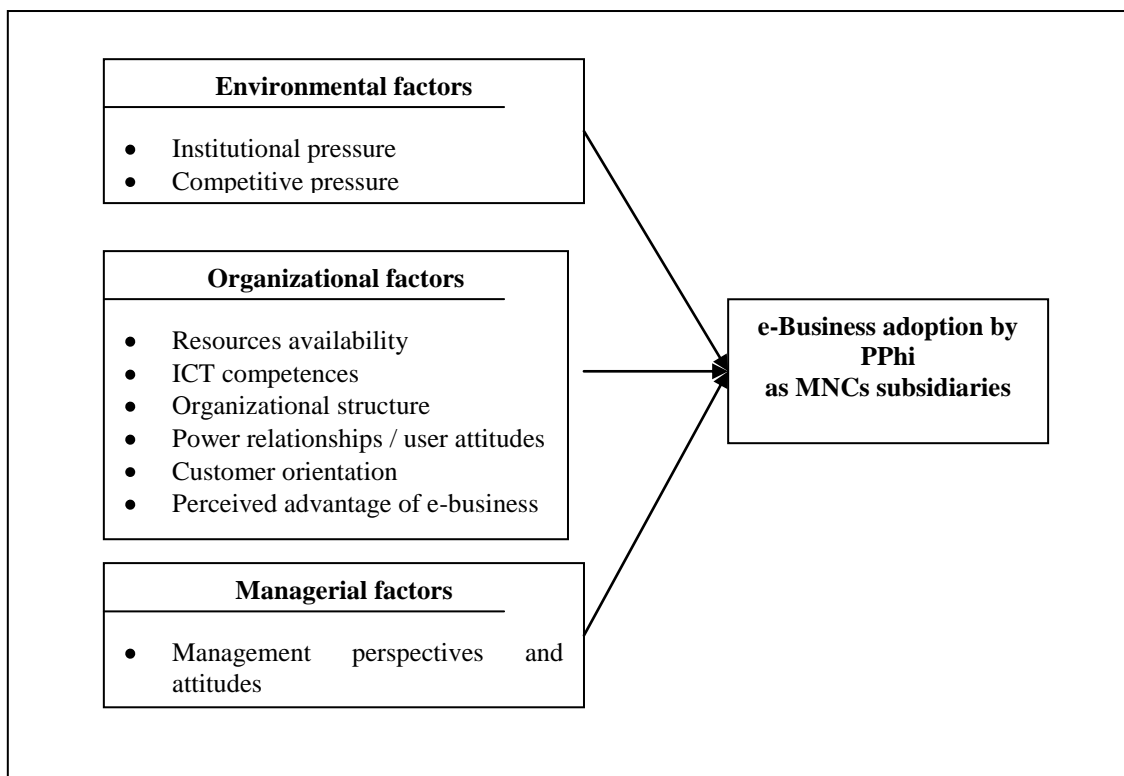 Environmental factors
• Institutional pressure
• Competitive pressure
Organizational factors
• Resources availability
• ICT competences
• Organizational structure
• Power relationships / user attitudes
• Customer orientation
• Perceived advantage of e-business
Managerial factors
• Management perspectives and
attitudes
e-Business adoption by
PPhi
as MNCs subsidiaries